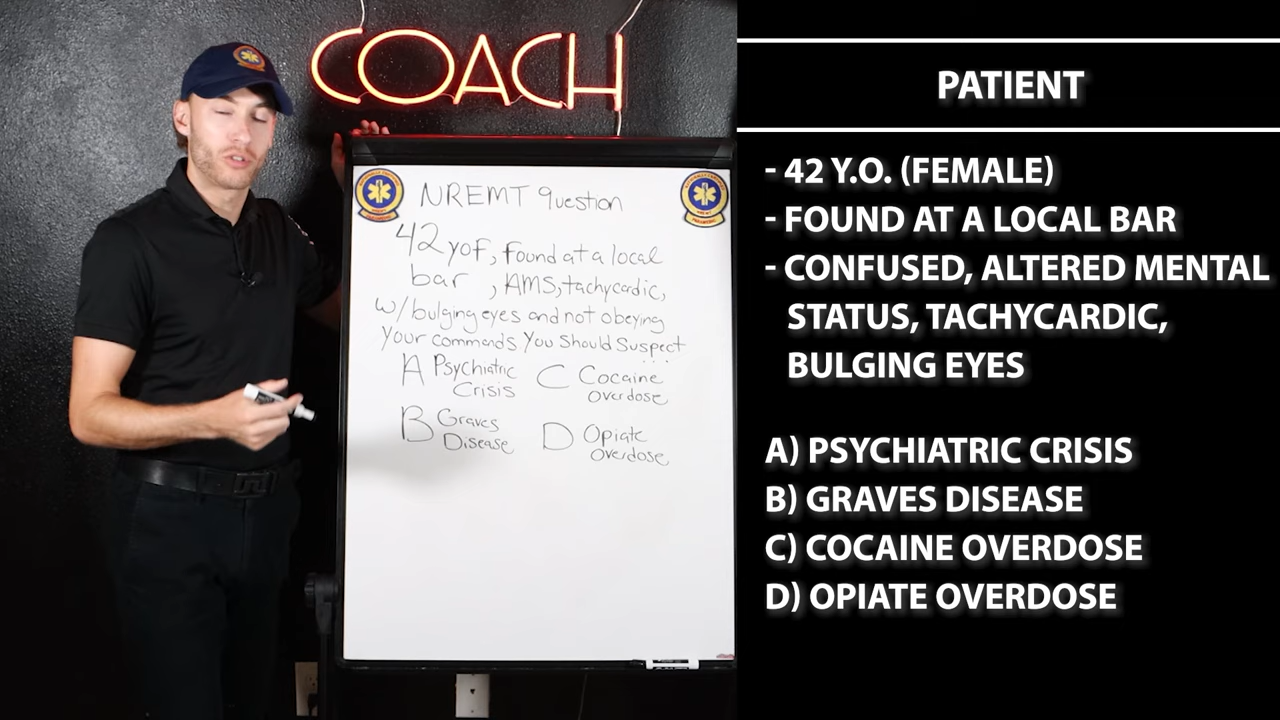 COACH
NREMT Question
42 yof, Found at a local
bar , AMS, tachycardic,
w/ bulging eyes and not obeying
Your commands You Should Suspect
...
A Psychiatric
Crisis
C Cocaine
Overdose
B Graves
Disease
D Opiate
Overdose
PATIENT
- 42 Y.O. (FEMALE)
- FOUND AT A LOCAL BAR
- CONFUSED, ALTERED MENTAL
STATUS, TACHYCARDIC,
BULGING EYES
A) PSYCHIATRIC CRISIS
B) GRAVES DISEASE
C) COCAINE OVERDOSE
D) OPIATE OVERDOSE